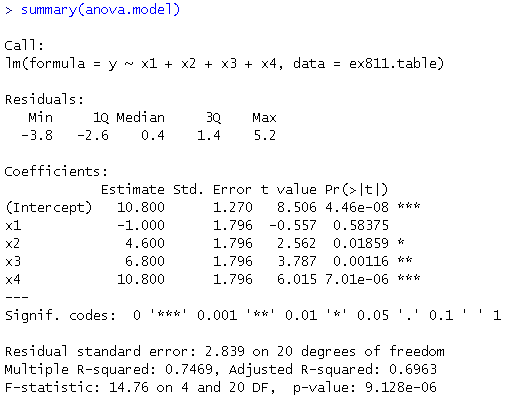 > summary(anova.model)
Call:
lm(formula = y ~ x1 + x2 + x3 + x4, data = ex811.table)
Residuals:
   Min     1Q Median     3Q    Max
  -3.8   -2.6    0.4    1.4    5.2
Coefficients:
            Estimate Std. Error t value Pr(>|t|)
(Intercept)   10.800      1.270   8.506 4.46e-08 ***
x1            -1.000      1.796  -0.557  0.58375
x2             4.600      1.796   2.562  0.01859 *
x3             6.800      1.796   3.787  0.00116 **
x4            10.800      1.796   6.015 7.01e-06 ***
---
Signif. codes:  0 '***' 0.001 '**' 0.01 '*' 0.05 '.' 0.1 ' ' 1
Residual standard error: 2.839 on 20 degrees of freedom
Multiple R-squared: 0.7469, Adjusted R-squared: 0.6963
F-statistic: 14.76 on 4 and 20 DF,  p-value: 9.128e-06